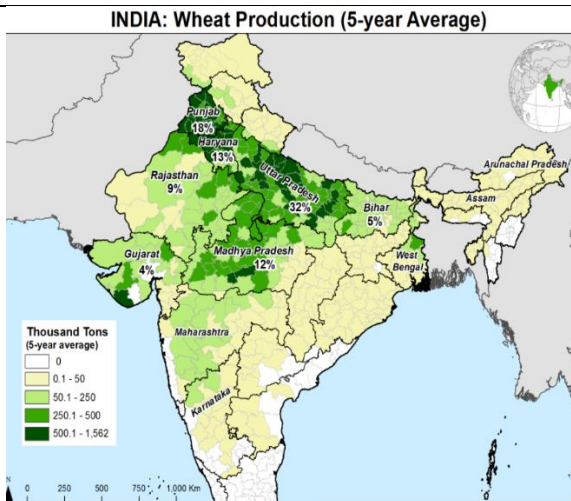 INDIA: Wheat Production (5-year Average)
Punjab
18%
Haryana
13%
Rajasthan
9%
Uttar Pradesh
32%
Bihar
5%
Arunachal Pradesh
Assam
West
Bengal
Gujarat
4%
Madhya Pradesh
12%
Maharashtra
Karnataka
Thousand Tons
(5-year average)
0
0.1 - 50
50.1 - 250
250.1 - 500
500.1 - 1,562
0 250 500 750 1,000 Km